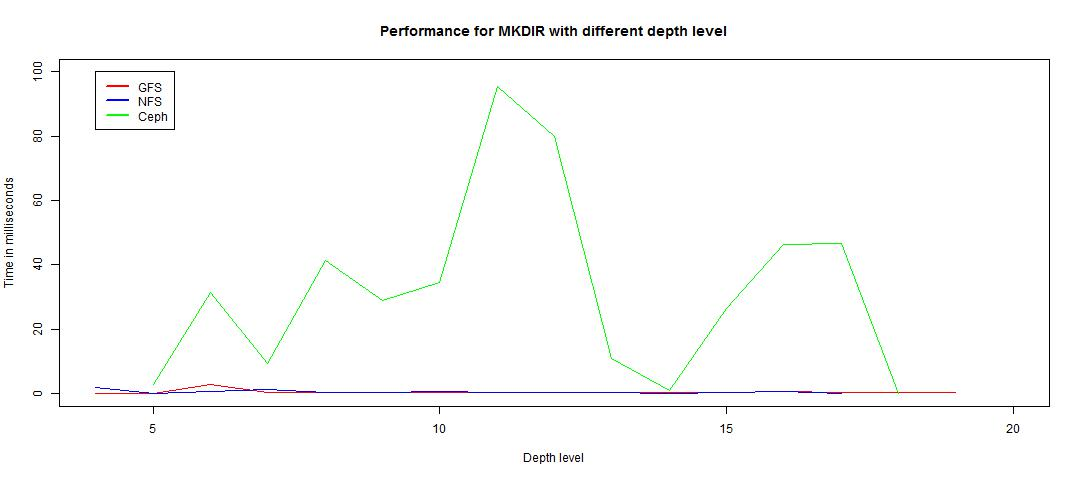 Performance for MKDIR with different depth level
GFS
NFS
Ceph
Time in milliseconds
100
80
60
40
20
0
5
10
15
20
Depth level